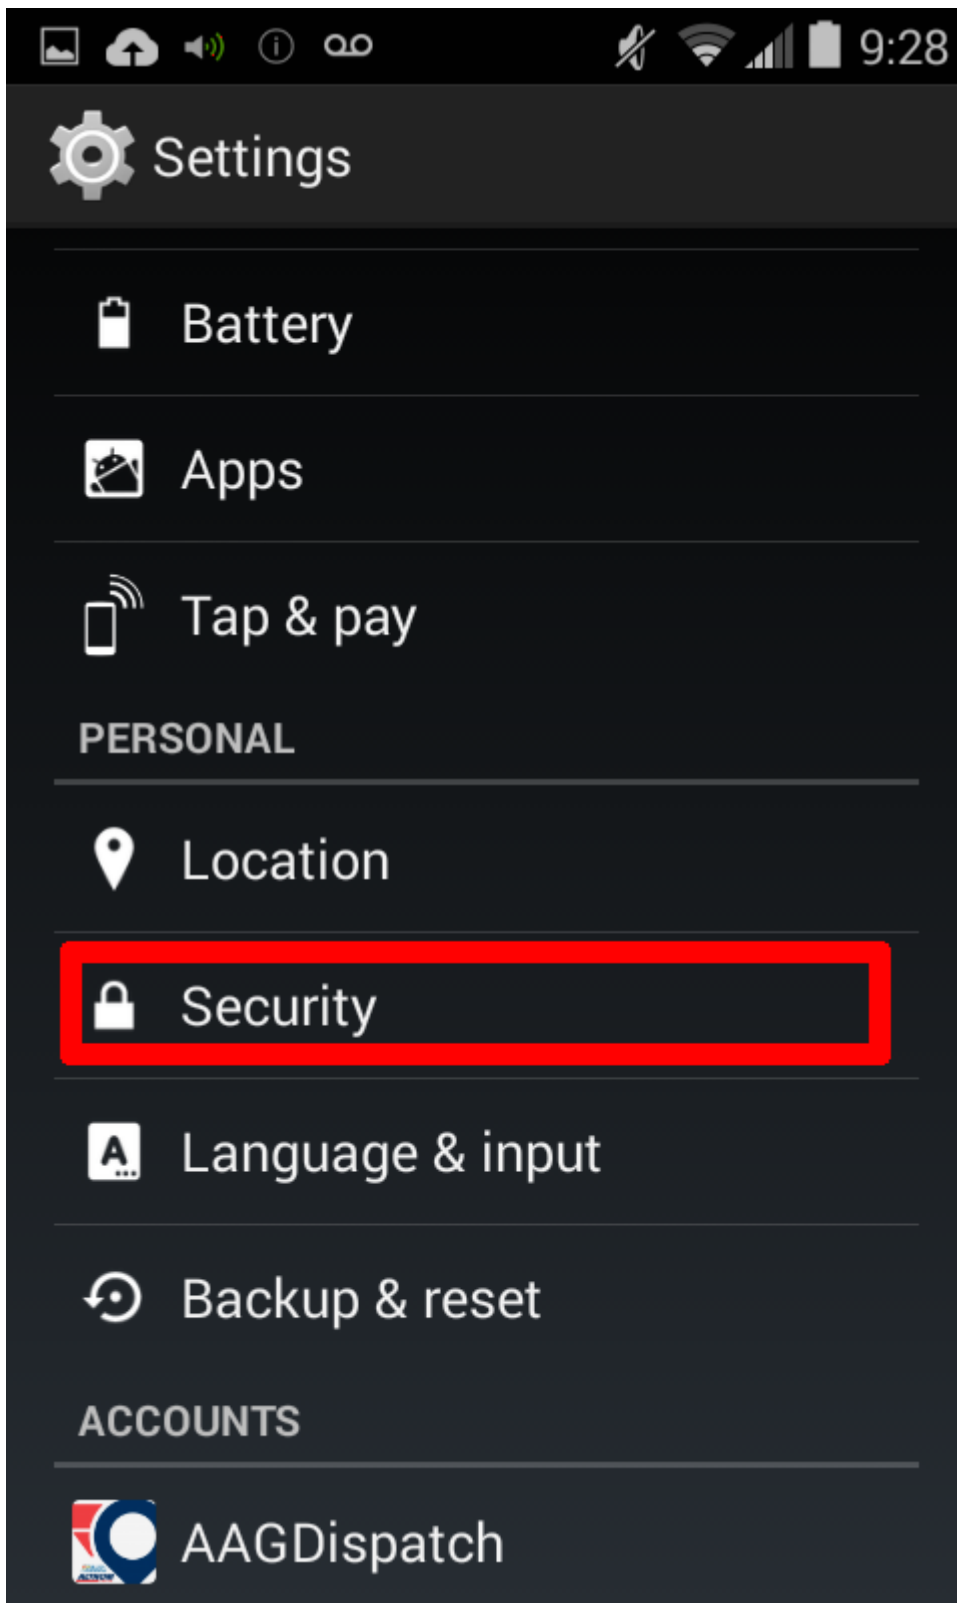 9:28
Settings
Battery
Apps
Tap & pay
PERSONAL
Location
Security
A
Language & input
Backup & reset
ACCOUNTS
AAGDispatch